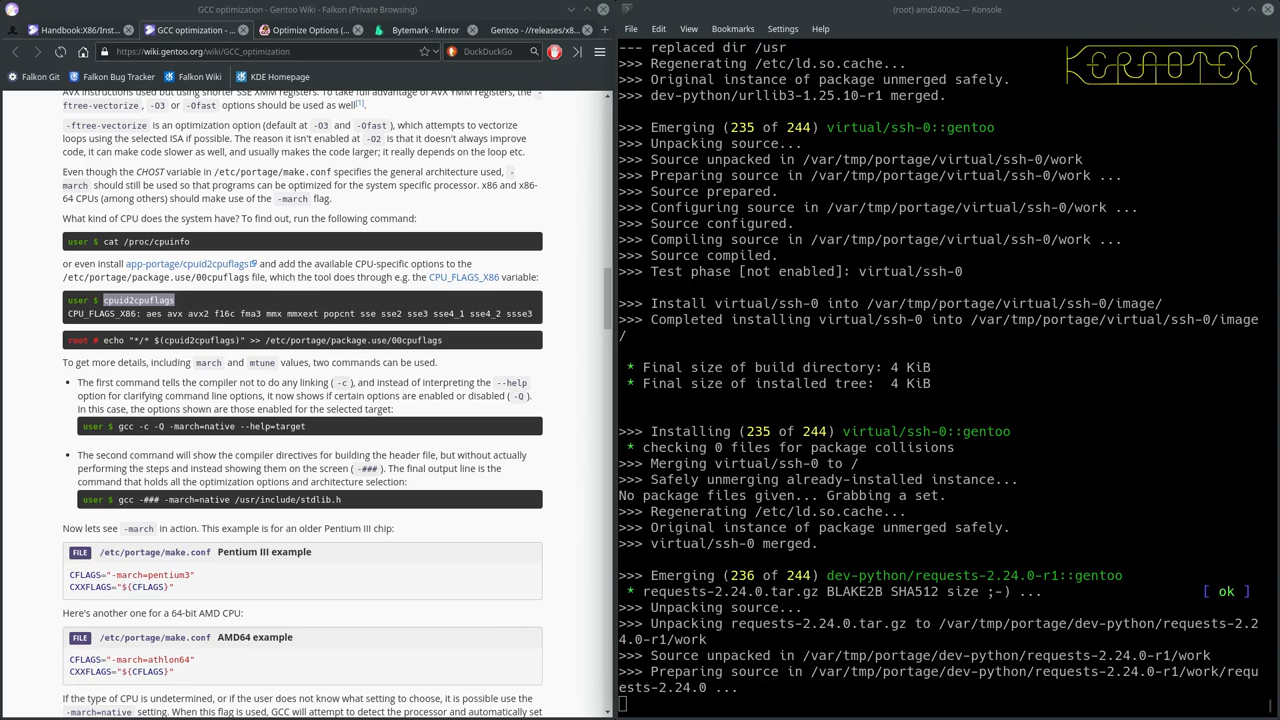 GCC optimization - Gentoo Wiki - Falkon (Private Browsing)
Handbook:X86/Inst...
GCC optimization - ...
Optimize Options (...
Bytemark - Mirror
Gentoo - //releases/x8...
https://wiki.gentoo.org/wiki/GCC_optimization
DuckDuckGo
Falkon Git
Falkon Bug Tracker
Falkon Wiki
KDE Homepage
AVX instructions used but using shorter SSE XMM registers. To take full advantage of AVX YMM registers, the -
ftree-vectorize, -O3 or -Ofast options should be used as well[1].
-ftree-vectorize is an optimization option (default at -O3 and -Ofast), which attempts to vectorize
loops using the selected ISA if possible. The reason it isn't enabled at -O2 is that it doesn't always improve
code, it can make code slower as well, and usually makes the code larger; it really depends on the loop etc.
Even though the CHOST variable in /etc/portage/make.conf specifies the general architecture used, -
march should still be used so that programs can be optimized for the system specific processor. x86 and x86-
64 CPUs (among others) should make use of the -march flag.
What kind of CPU does the system have? To find out, run the following command:
user $ cat /proc/cpuinfo
or even install app-portage/cpuid2cpuflags and add the available CPU-specific options to the
/etc/portage/package.use/00cpuflags file, which the tool does through e.g. the CPU_FLAGS_X86 variable:
user $ cpuid2cpuflags
CPU_FLAGS_X86: aes avx avx2 f16c fma3 mmx mmxext popcnt sse sse2 sse3 sse4_1 sse4_2 ssse3
root # echo "*/* $(cpuid2cpuflags)" >> /etc/portage/package.use/00cpuflags
To get more details, including march and mtune values, two commands can be used.
• The first command tells the compiler not to do any linking (-c), and instead of interpreting the --help
option for clarifying command line options, it now shows if certain options are enabled or disabled (-Q).
In this case, the options shown are those enabled for the selected target:
user $ gcc -c -Q -march=native --help=target
• The second command will show the compiler directives for building the header file, but without actually
performing the steps and instead showing them on the screen (-###). The final output line is the
command that holds all the optimization options and architecture selection:
user $ gcc -### -march=native /usr/include/stdlib.h
Now lets see -march in action. This example is for an older Pentium III chip:
FILE /etc/portage/make.conf Pentium III example
CFLAGS="-march=pentium3"
CXXFLAGS="${CFLAGS}"
Here's another one for a 64-bit AMD CPU:
FILE /etc/portage/make.conf AMD64 example
CFLAGS="-march=athlon64"
CXXFLAGS="${CFLAGS}"
If the type of CPU is undetermined, or if the user does not know what setting to choose, it is possible use the
-march=native setting. When this flag is used, GCC will attempt to detect the processor and automatically set
(root) amd2400x2 — Konsole
File Edit View Bookmarks Settings Help
KERAOTEX
--- replaced dir /usr
>>> Regenerating /etc/ld.so.cache...
>>> Original instance of package unmerged safely.
>>> dev-python/urllib3-1.25.10-r1 merged.
>>> Emerging (235 of 244) virtual/ssh-0::gentoo
>>> Unpacking source...
>>> Source unpacked in /var/tmp/portage/virtual/ssh-0/work
>>> Preparing source in /var/tmp/portage/virtual/ssh-0/work ...
>>> Source prepared.
>>> Configuring source in /var/tmp/portage/virtual/ssh-0/work ...
>>> Source configured.
>>> Compiling source in /var/tmp/portage/virtual/ssh-0/work ...
>>> Source compiled.
>>> Test phase [not enabled]: virtual/ssh-0
>>> Install virtual/ssh-0 into /var/tmp/portage/virtual/ssh-0/image/
>>> Completed installing virtual/ssh-0 into /var/tmp/portage/virtual/ssh-0/image
/
* Final size of build directory: 4 KiB
* Final size of installed tree:  4 KiB
>>> Installing (235 of 244) virtual/ssh-0::gentoo
* checking 0 files for package collisions
>>> Merging virtual/ssh-0 to /
>>> Safely unmerging already-installed instance...
No package files given... Grabbing a set.
>>> Regenerating /etc/ld.so.cache...
>>> Original instance of package unmerged safely.
>>> virtual/ssh-0 merged.
>>> Emerging (236 of 244) dev-python/requests-2.24.0-r1::gentoo
* requests-2.24.0.tar.gz BLAKE2B SHA512 size ;-) ... [ ok ]
>>> Unpacking source...
>>> Unpacking requests-2.24.0.tar.gz to /var/tmp/portage/dev-python/requests-2.2
4.0-r1/work
>>> Source unpacked in /var/tmp/portage/dev-python/requests-2.24.0-r1/work
>>> Preparing source in /var/tmp/portage/dev-python/requests-2.24.0-r1/work/requ
ests-2.24.0 ...